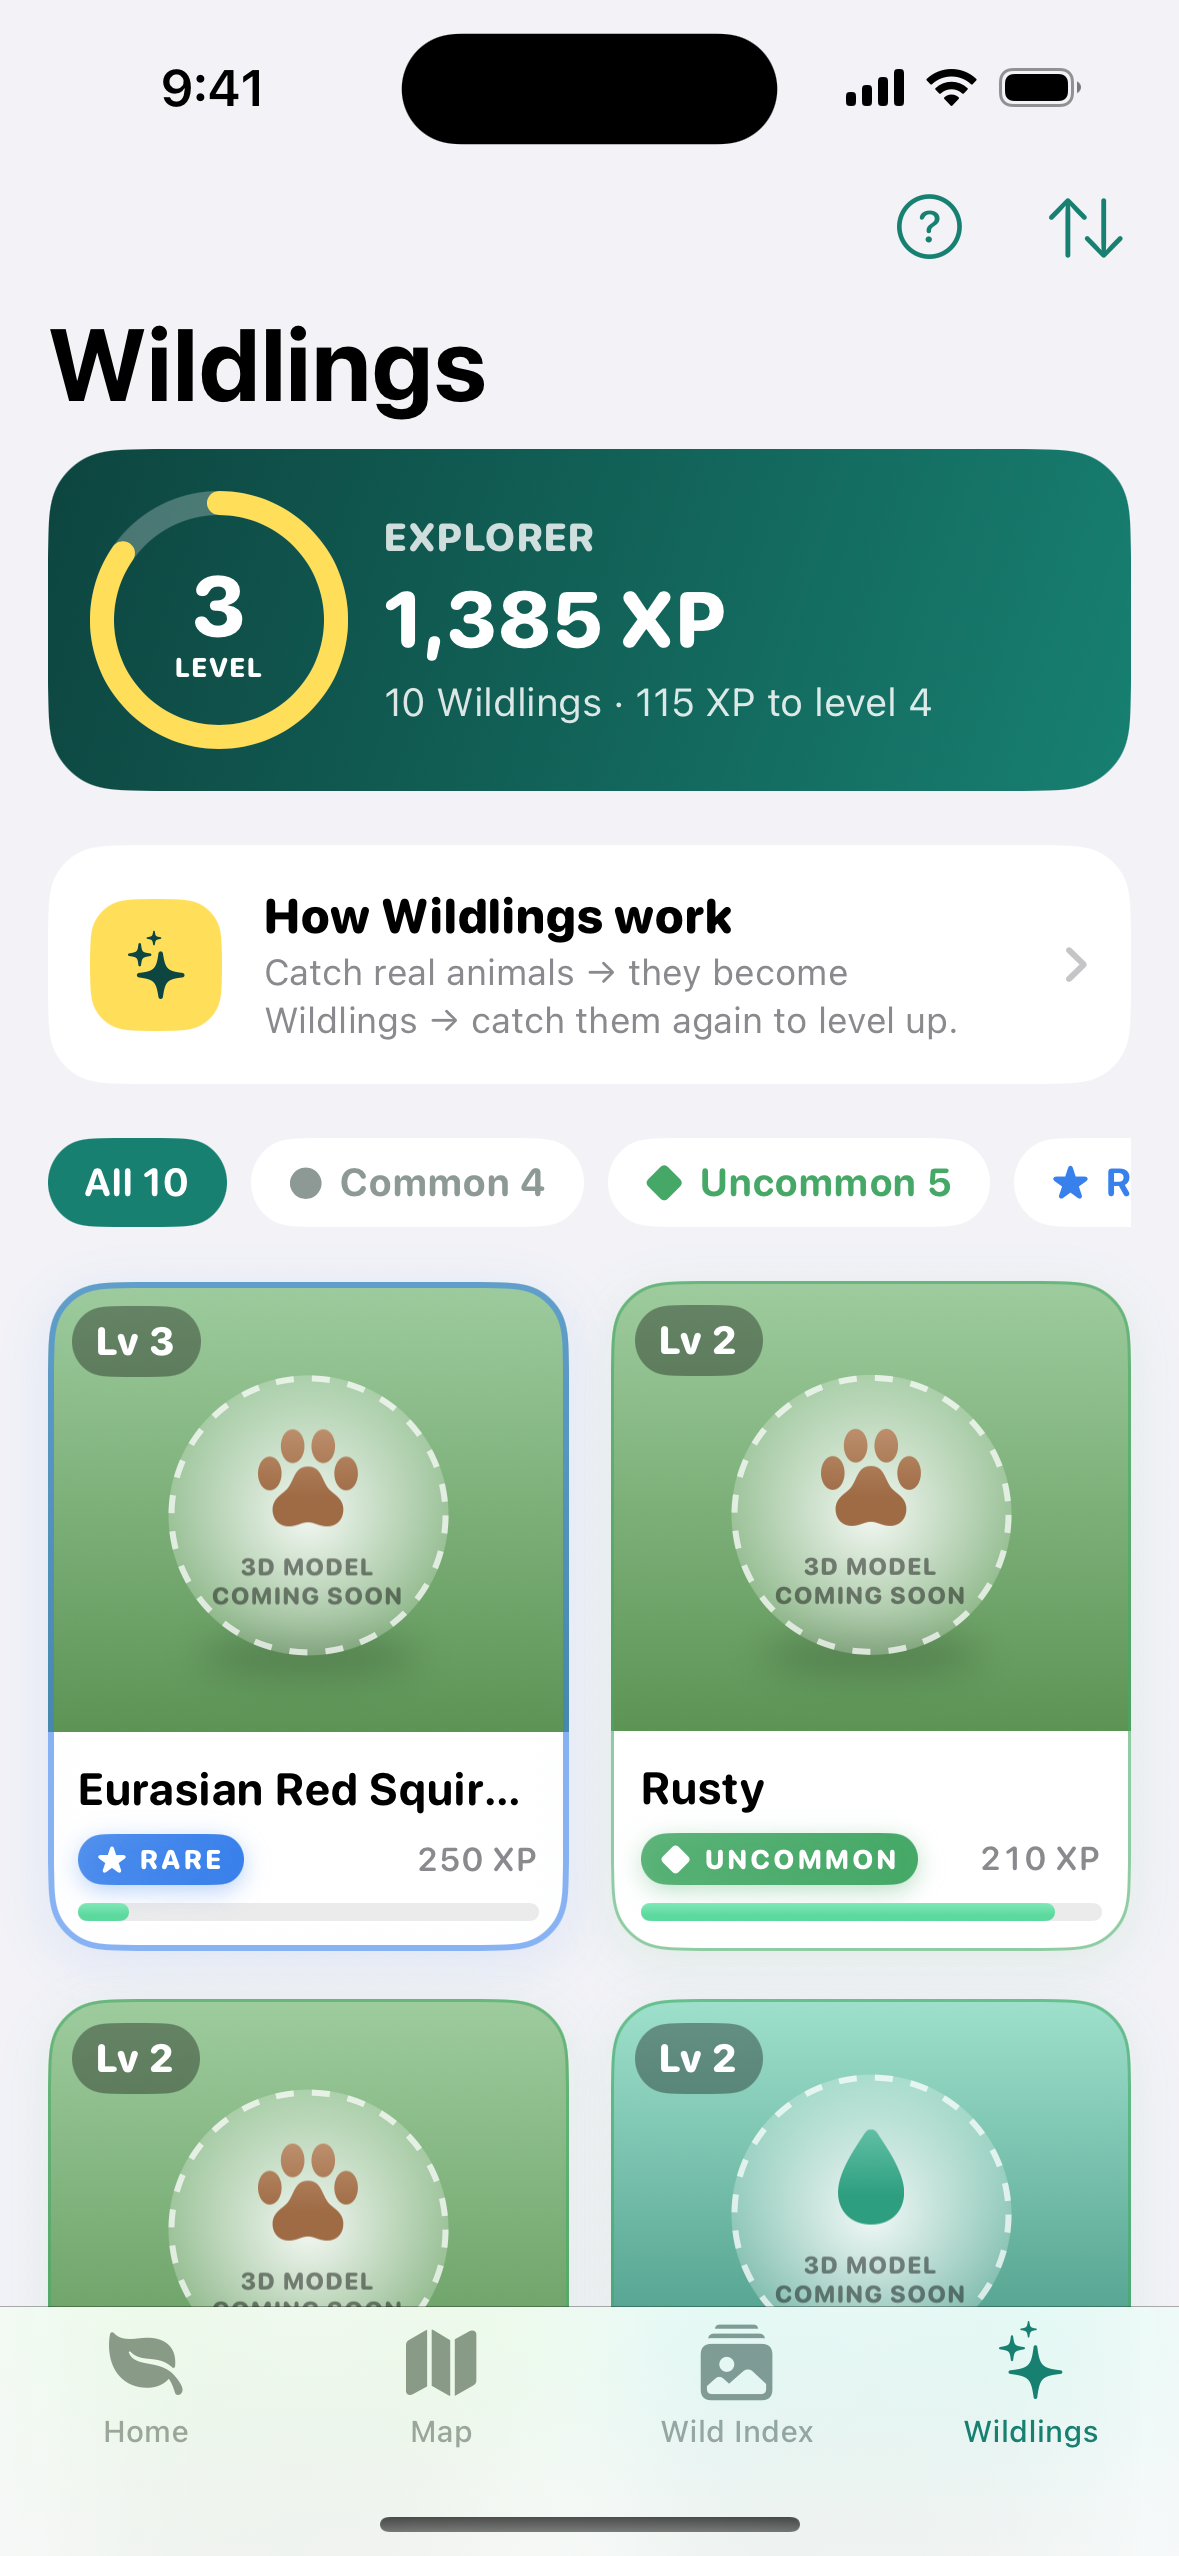 9:41
?
Wildlings
3
LEVEL
EXPLORER
1,385 XP
10 Wildlings · 115 XP to level 4
How Wildlings work
Catch real animals → they become
Wildlings → catch them again to level up.
All 10
Common 4
Uncommon 5
R
Lv 3
3D MODEL
COMING SOON
Eurasian Red Squir...
RARE
250 XP
Lv 2
3D MODEL
COMING SOON
Rusty
UNCOMMON
210 XP
Lv 2
3D MODEL
COMING SOON
Lv 2
3D MODEL
COMING SOON
Home
Map
Wild Index
Wildlings